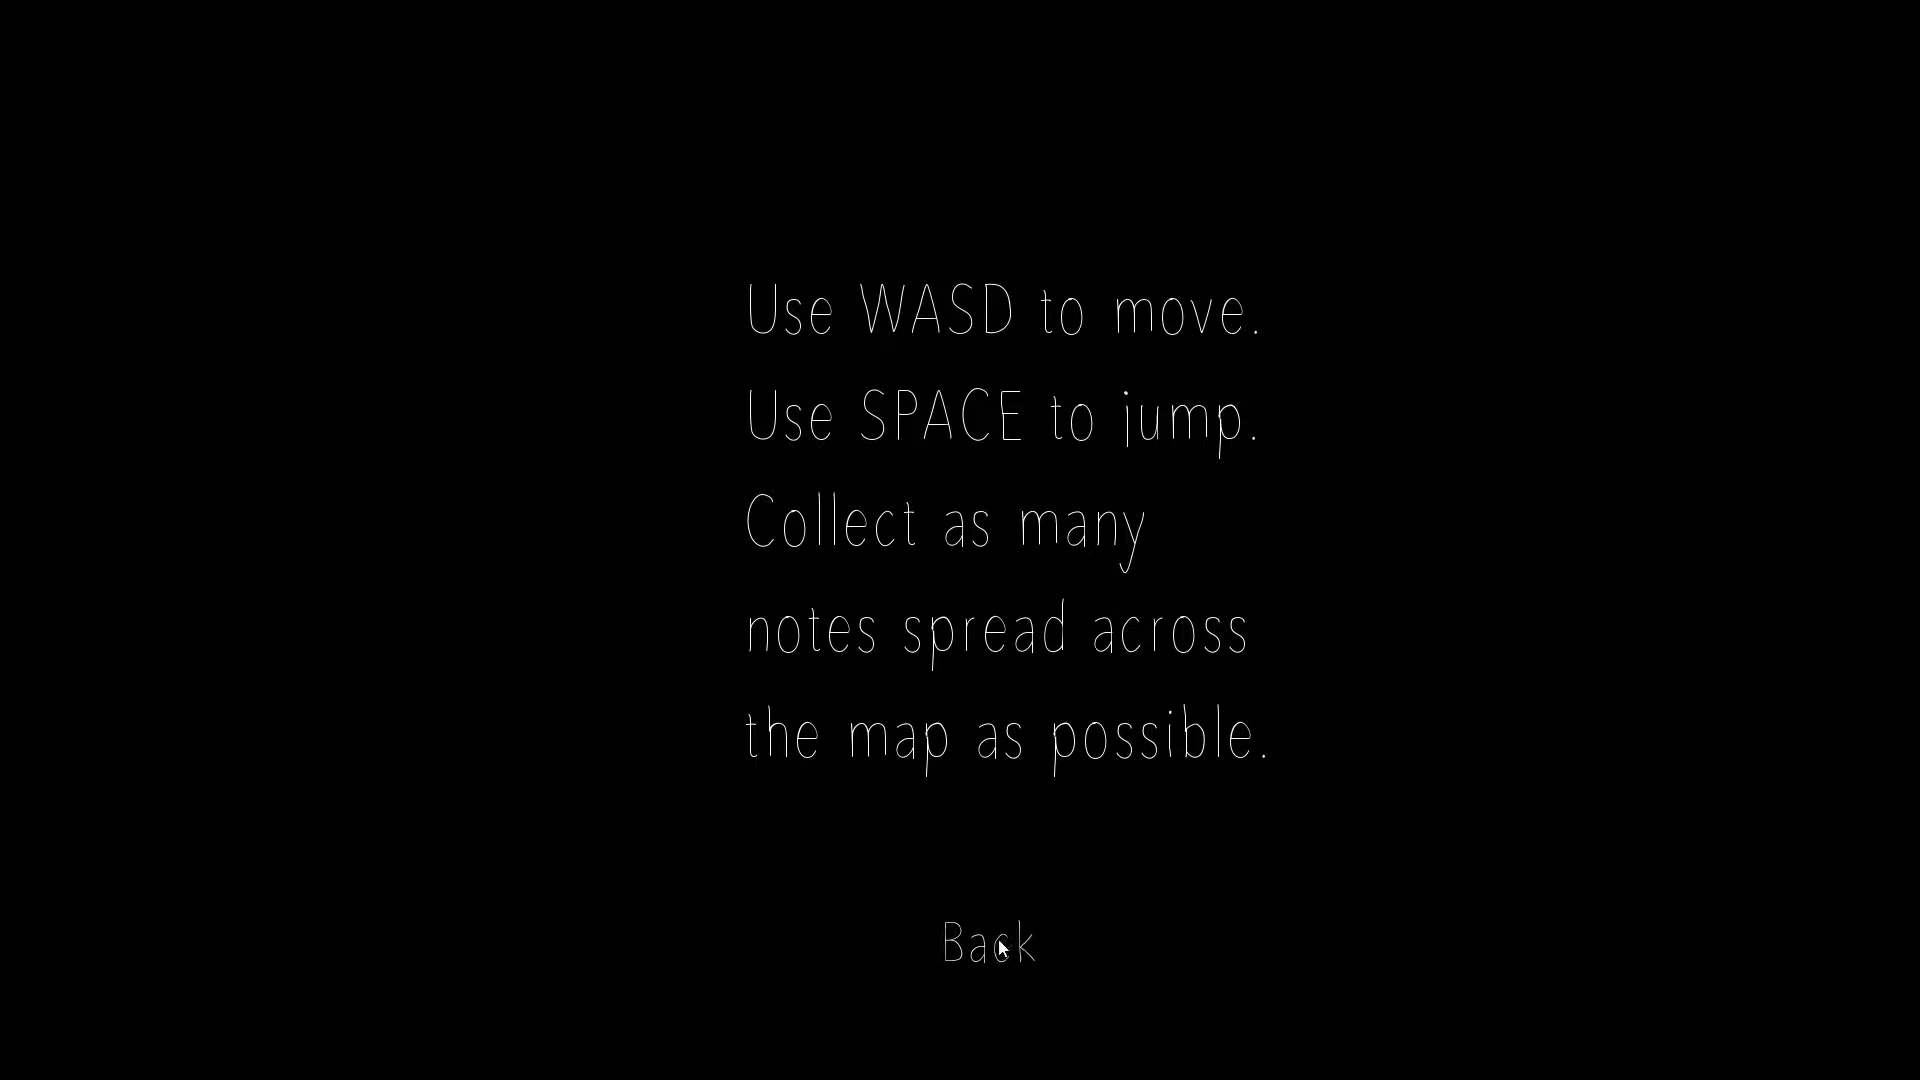 Use WASD to move.
Use SPACE to jump.
Collect as many
notes spread across
the map as possible.
Back